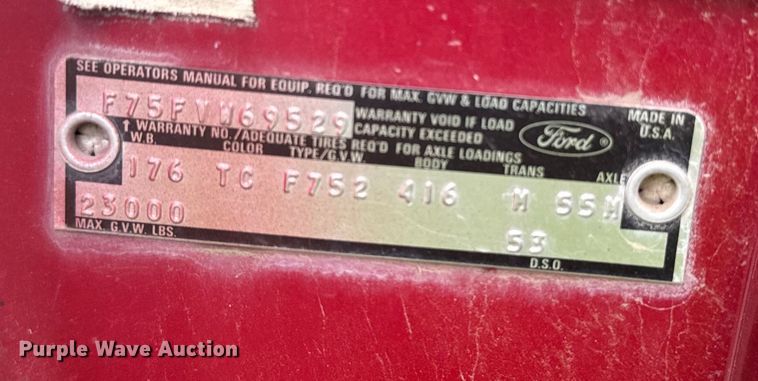 SEE OPERATORS MANUAL FOR EQUIP. REQ'D FOR MAX. GVW & LOAD CAPACITIES
F75FVW69529
WARRANTY VOID IF LOAD
CAPACITY EXCEEDED
Ford ®
MADE IN
U.S.A.
↑ WARRANTY NO./ADEQUATE TIRES REQ'D FOR AXLE LOADINGS
W.B. COLOR TYPE/G.V.W. BODY TRANS AXLE
176 TC F752 416 M SSM
23000 53
MAX. G.V.W. LBS. D.S.O.
Purple Wave Auction